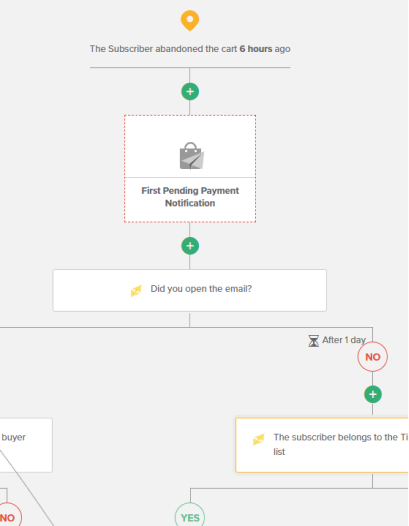 The Subscriber abandoned the cart 6 hours ago
First Pending Payment
Notification
Did you open the email?
After 1 day
NO
buyer
The subscriber belongs to the Ti
list
NO
YES